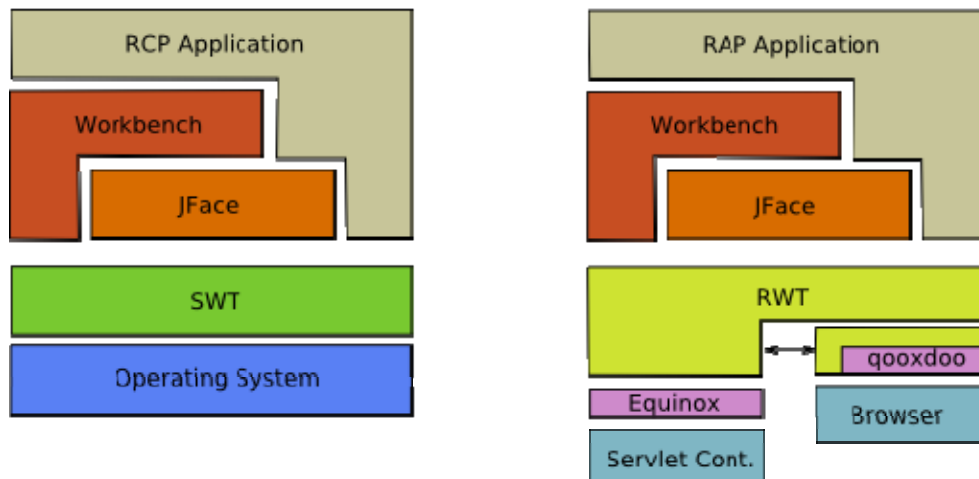 RCP Application
Workbench
JFace
SWT
Operating System
RAP Application
Workbench
JFace
RWT
qooxdoo
Equinox
Browser
Servlet Cont.